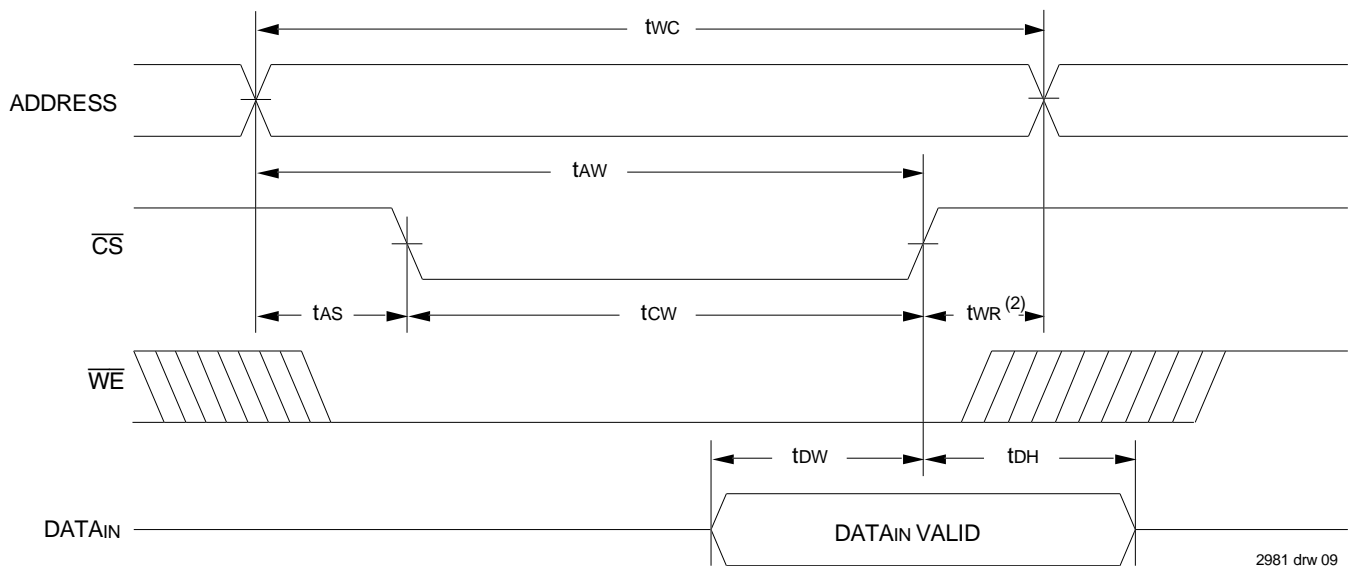 tWC
ADDRESS
tAW
CS
tAS tCW tWR (2)
WE
tDW tDH
DATAIN DATAIN VALID
2981 drw 09